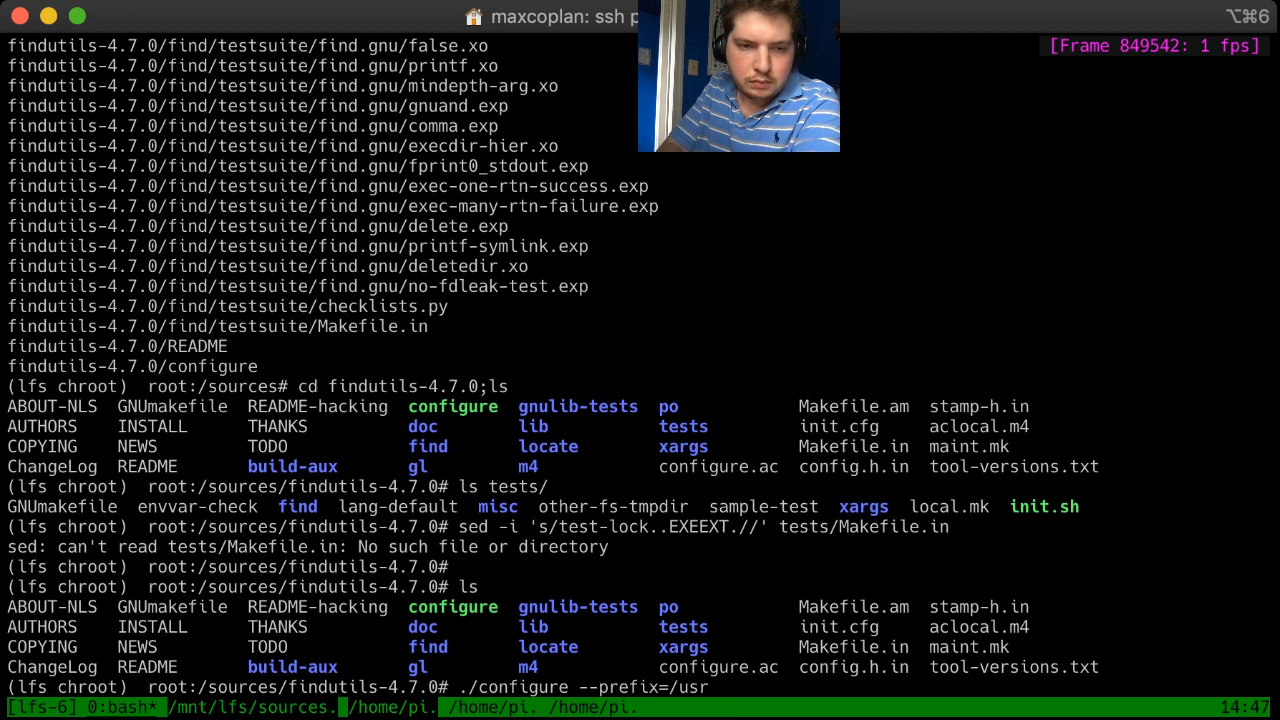 maxcoplan: ssh p
⌥⌘6
findutils-4.7.0/find/testsuite/find.gnu/false.xo
[Frame 849542: 1 fps]
findutils-4.7.0/find/testsuite/find.gnu/printf.xo
findutils-4.7.0/find/testsuite/find.gnu/mindepth-arg.xo
findutils-4.7.0/find/testsuite/find.gnu/gnuand.exp
findutils-4.7.0/find/testsuite/find.gnu/comma.exp
findutils-4.7.0/find/testsuite/find.gnu/execdir-hier.xo
findutils-4.7.0/find/testsuite/find.gnu/fprint0_stdout.exp
findutils-4.7.0/find/testsuite/find.gnu/exec-one-rtn-success.exp
findutils-4.7.0/find/testsuite/find.gnu/exec-many-rtn-failure.exp
findutils-4.7.0/find/testsuite/find.gnu/delete.exp
findutils-4.7.0/find/testsuite/find.gnu/printf-symlink.exp
findutils-4.7.0/find/testsuite/find.gnu/deletedir.xo
findutils-4.7.0/find/testsuite/find.gnu/no-fdleak-test.exp
findutils-4.7.0/find/testsuite/checklists.py
findutils-4.7.0/find/testsuite/Makefile.in
findutils-4.7.0/README
findutils-4.7.0/configure
(lfs chroot)  root:/sources# cd findutils-4.7.0;ls
ABOUT-NLS  GNUmakefile  README-hacking  configure  gnulib-tests  po  Makefile.am  stamp-h.in
AUTHORS  INSTALL  THANKS  doc  lib  tests  init.cfg  aclocal.m4
COPYING  NEWS  TODO  find  locate  xargs  Makefile.in  maint.mk
ChangeLog  README  build-aux  gl  m4  configure.ac  config.h.in  tool-versions.txt
(lfs chroot)  root:/sources/findutils-4.7.0# ls tests/
GNUmakefile  envvar-check  find  lang-default  misc  other-fs-tmpdir  sample-test  xargs  local.mk  init.sh
(lfs chroot)  root:/sources/findutils-4.7.0# sed -i 's/test-lock..EXEEXT.//' tests/Makefile.in
sed: can't read tests/Makefile.in: No such file or directory
(lfs chroot)  root:/sources/findutils-4.7.0#
(lfs chroot)  root:/sources/findutils-4.7.0# ls
ABOUT-NLS  GNUmakefile  README-hacking  configure  gnulib-tests  po  Makefile.am  stamp-h.in
AUTHORS  INSTALL  THANKS  doc  lib  tests  init.cfg  aclocal.m4
COPYING  NEWS  TODO  find  locate  xargs  Makefile.in  maint.mk
ChangeLog  README  build-aux  gl  m4  configure.ac  config.h.in  tool-versions.txt
(lfs chroot)  root:/sources/findutils-4.7.0# ./configure --prefix=/usr
[lfs-6] 0:bash* /mnt/lfs/sources. /home/pi. /home/pi. /home/pi. 14:47